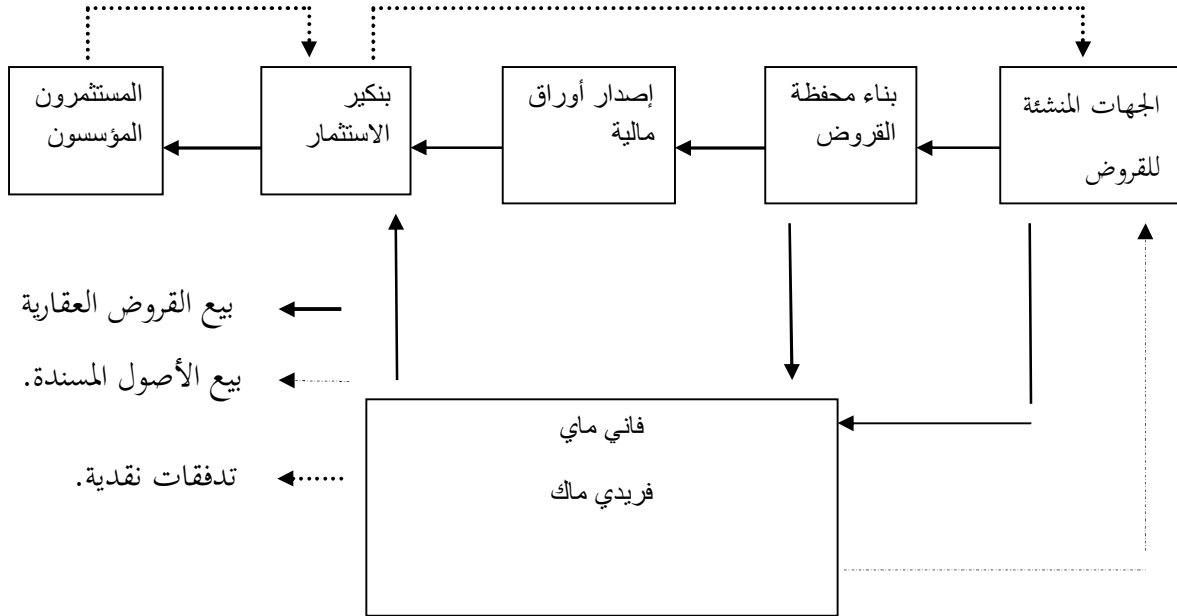 الجهات المنشئة
للقروض
بناء محفظة
القروض
إصدار أوراق
مالية
بنكير
الاستثمار
المستثمرون
المؤسسون
بيع القروض العقارية
بيع الأصول المسندة.
تدفقات نقدية.
فاني ماي
فريدي ماك